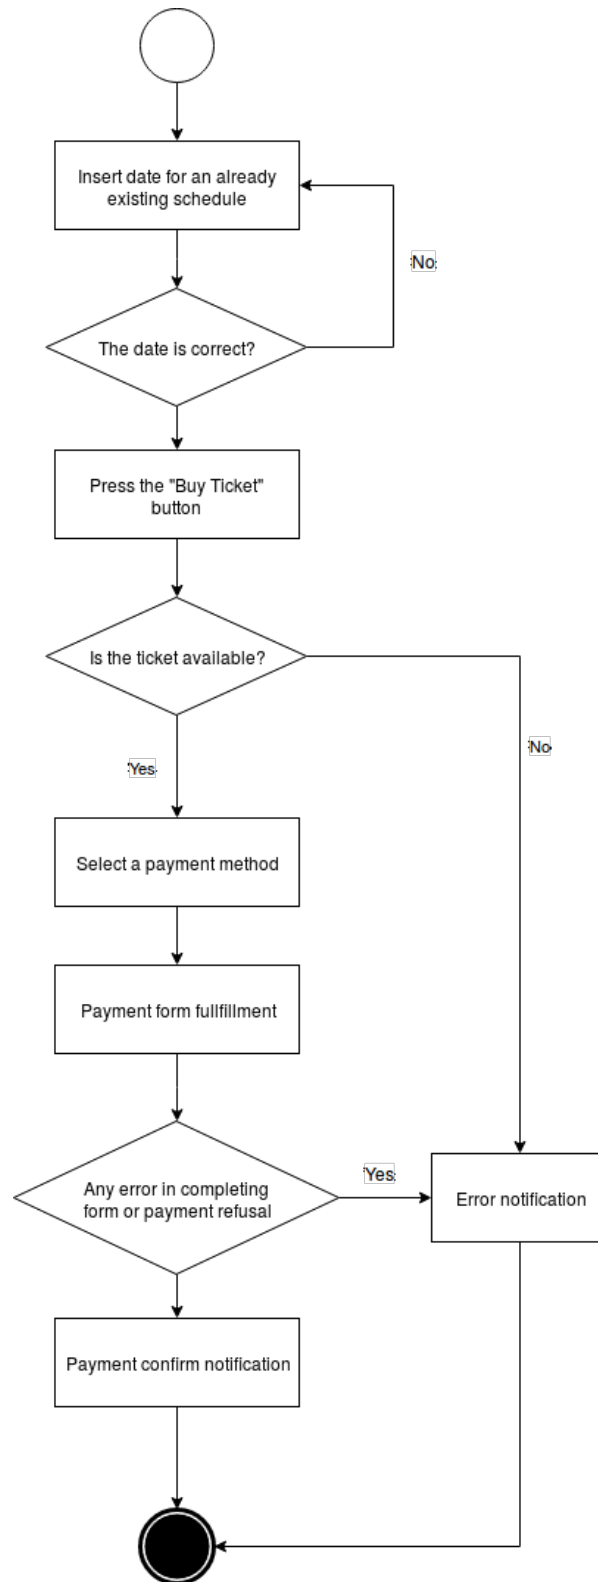 Insert date for an already
existing schedule
No
The date is correct?
Press the "Buy Ticket"
button
Is the ticket available?
No
Yes
Select a payment method
Payment form fullfillment
Yes
Any error in completing
form or payment refusal
Error notification
Payment confirm notification